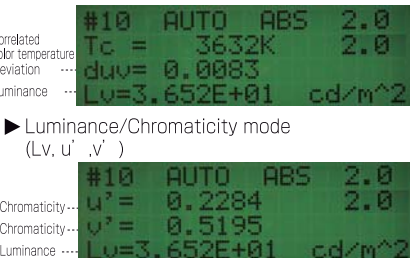 #10 AUTO ABS 2.0
orrelated
olor temperature
Tc = 3632K 2.0
eviation ---- duv= 0.0083
uminance --- Lv=3.652E+01 cd/m^2
▶ Luminance/Chromaticity mode
(Lv, u' ,v' )
#10 AUTO ABS 2.0
Chromaticity--- u'= 0.2284 2.0
Chromaticity--- v'= 0.5195
Luminance ---- Lv=3.652E+01 cd/m^2